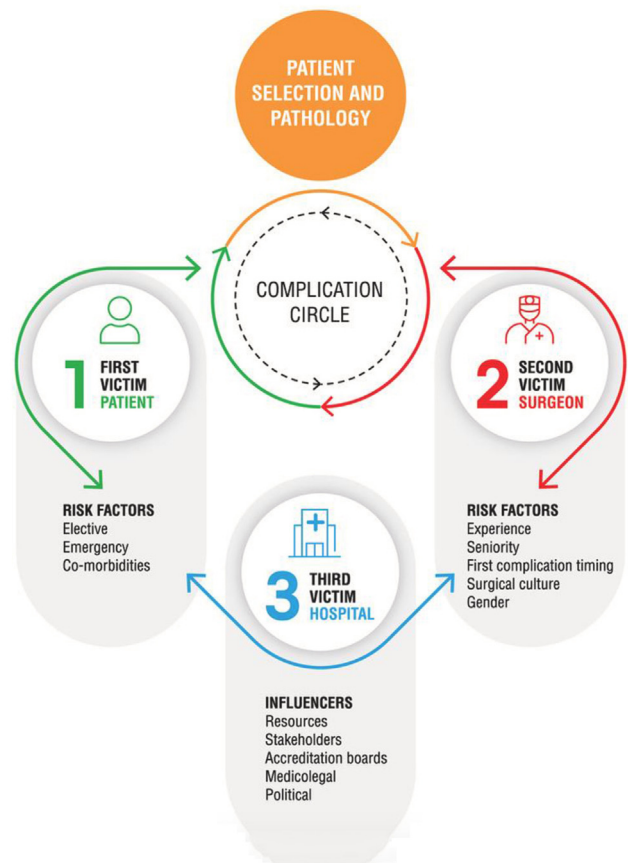 PATIENT
SELECTION AND
PATHOLOGY
COMPLICATION
CIRCLE
1 FIRST
VICTIM
PATIENT
RISK FACTORS
Elective
Emergency
Co-morbidities
2 SECOND
VICTIM
SURGEON
RISK FACTORS
Experience
Seniority
First complication timing
Surgical culture
Gender
3 THIRD
VICTIM
HOSPITAL
INFLUENCERS
Resources
Stakeholders
Accreditation boards
Medicolegal
Political